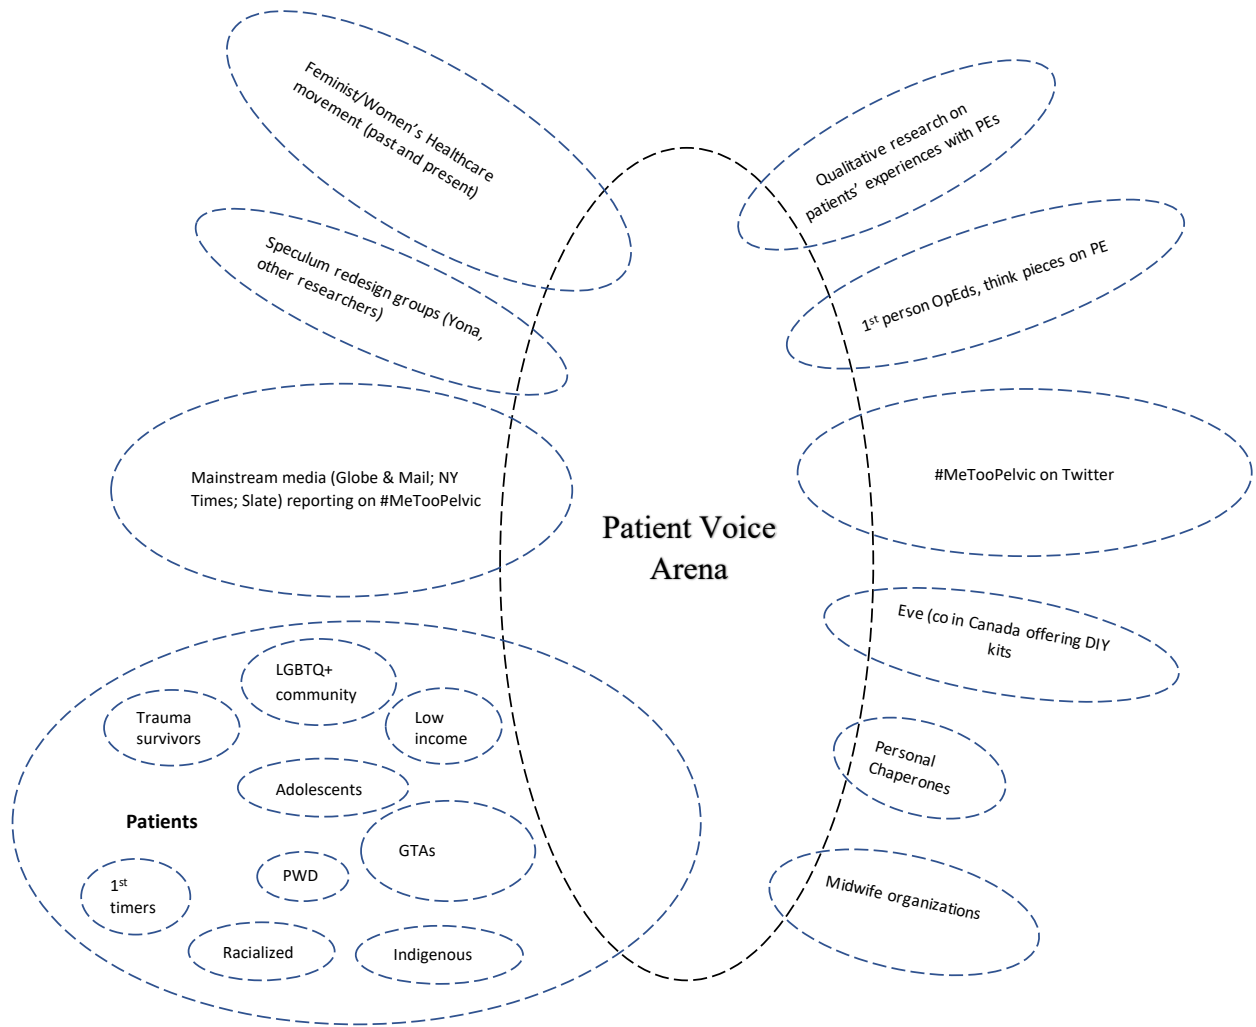 Feminist/Women's Healthcare
movement (past and present)
Qualitative research on
patients' experiences with PEs
Speculum redesign groups (Yona,
other researchers)
1st person OpEds, think pieces on PE
Mainstream media (Globe & Mail; NY
Times; Slate) reporting on #MeTooPelvic
#MeTooPelvic on Twitter
Patient Voice
Arena
Eve (co in Canada offering DIY
kits
LGBTQ+
community
Trauma
survivors
Low
income
Personal
Chaperones
Adolescents
Patients
GTAs
PWD
1st
timers
Midwife organizations
Racialized
Indigenous